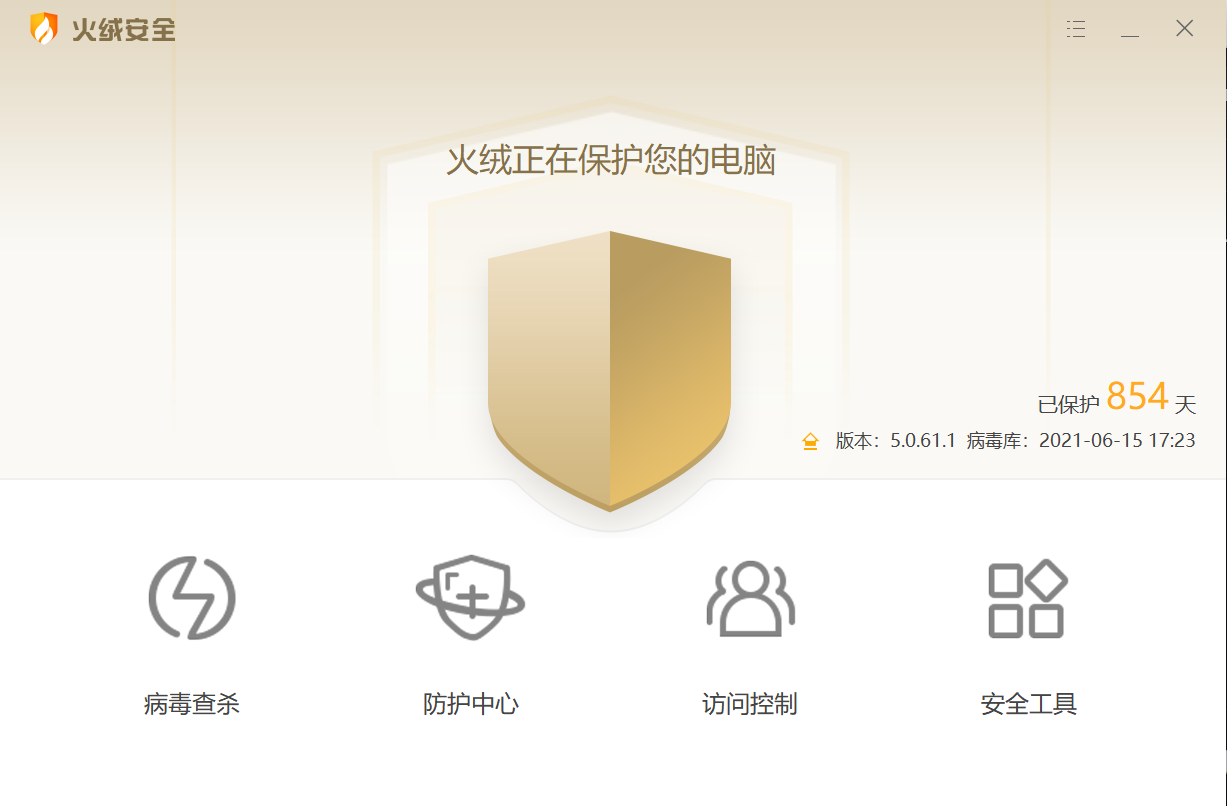 火绒安全
火绒正在保护您的电脑
已保护 854 天
版本：5.0.61.1 病毒库：2021-06-15 17:23
病毒查杀
防护中心
访问控制
安全工具